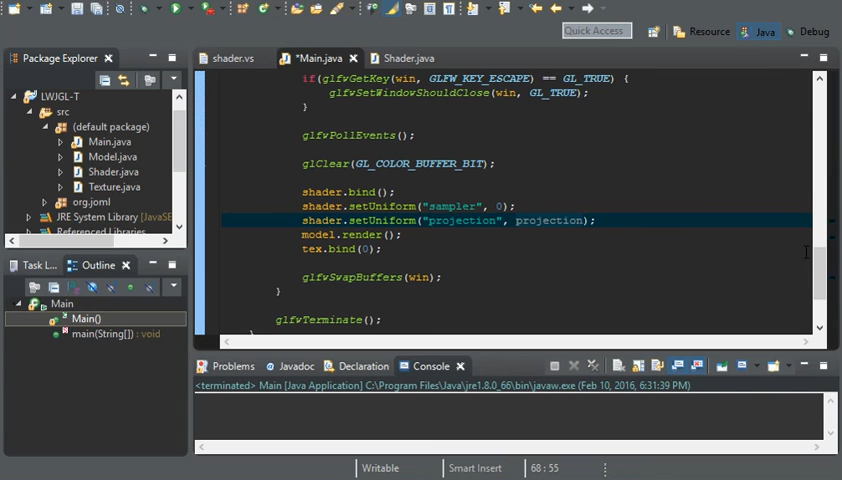 Quick Access
Resource
Java
Debug
Package Explorer
shader.vs
*Main.java
Shader.java
LWJGL-T
src
(default package)
Main.java
Model.java
Shader.java
Texture.java
org.joml
JRE System Library [JavaSE
Referenced Libraries
if(glfwGetKey(win, GLFW_KEY_ESCAPE) == GL_TRUE) {
glfwSetWindowShouldClose(win, GL_TRUE);
}
glfwPollEvents();
glClear(GL_COLOR_BUFFER_BIT);
shader.bind();
shader.setUniform("sampler", 0);
shader.setUniform("projection", projection);
model.render();
tex.bind(0);
glfwSwapBuffers(win);
}
glfwTerminate();
Task L...
Outline
Main
Main()
main(String[]) : void
Problems
Javadoc
Declaration
Console
<terminated> Main [Java Application] C:\Program Files\Java\jre1.8.0_66\bin\javaw.exe (Feb 10, 2016, 6:31:39 PM)
Writable
Smart Insert
68 : 55